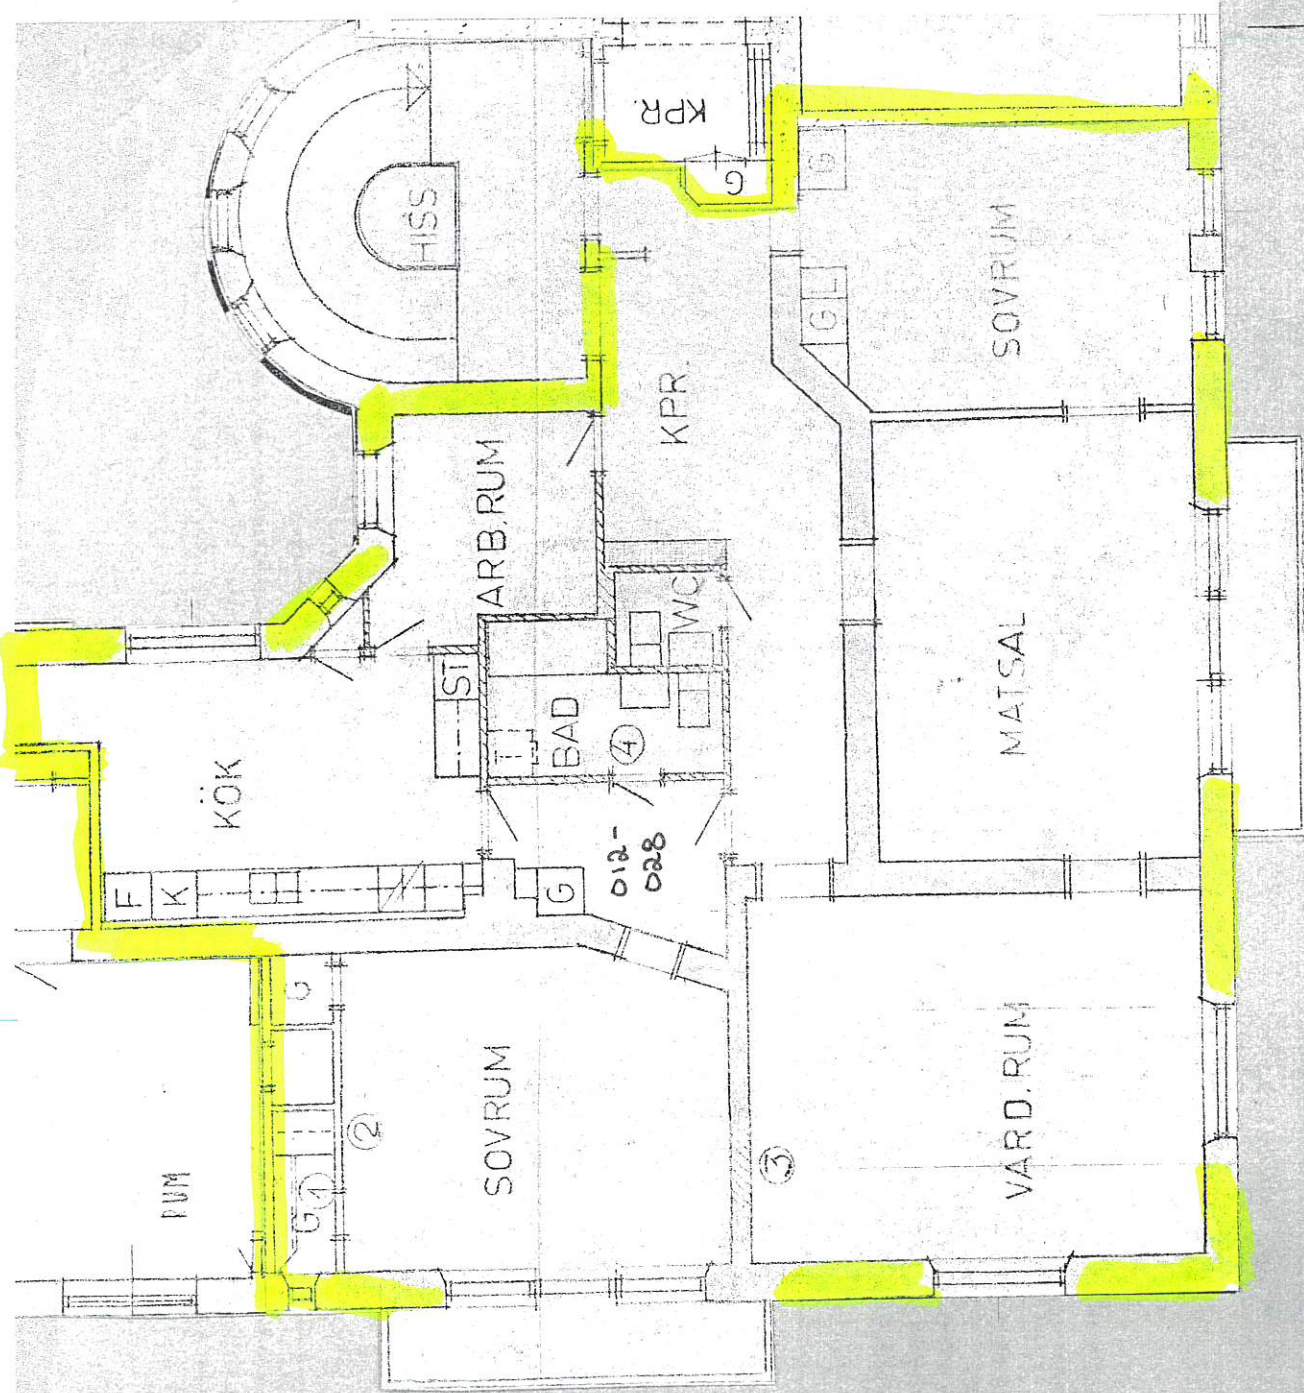 KPR.
G
G
HISS
SOVRUM
G L
KPR.
ARB.RUM
WC
ST
MATSAL
BAD
4
KÖK
012-
028
F
K
G
G
SOVRUM
2
VARD.RUM
3
RUM
G
1